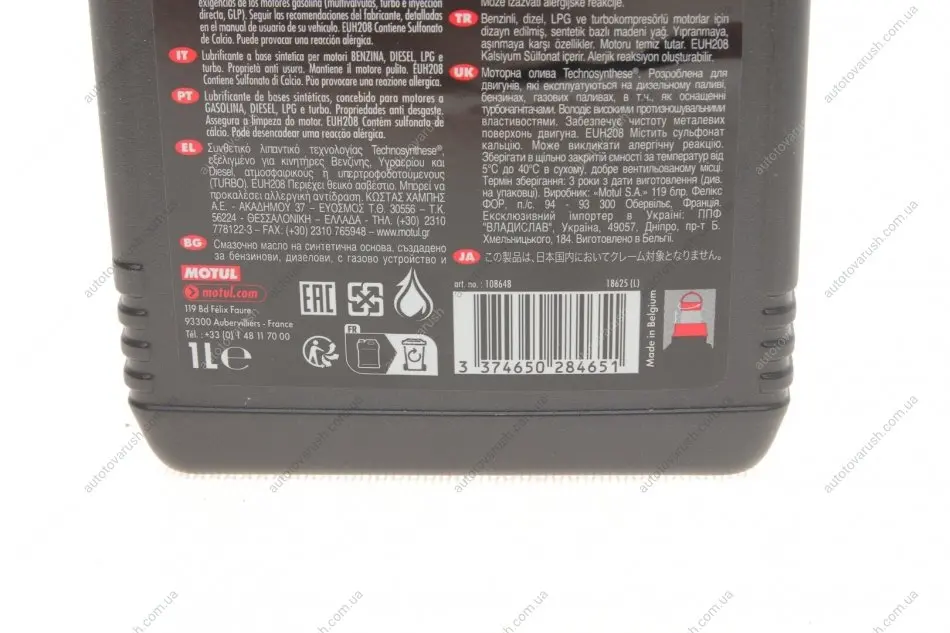 exigencias de los motores gasolina (multiválvulas, turbo e inyección
directa, GLP). Seguir las recomendaciones del fabricante, detalladas
en el manual de usuario de su vehículo. EUH208 Contiene Sulfonato
de Calcio. Puede provocar una reacción alérgica.
IT Lubrificante a base sintetica per motori BENZINA, DIESEL, LPG e
turbo. Proprietà anti usura. Mantiene il motore pulito. EUH208
Contiene Sulfonato di Calcio. Può provocare una reazione allergica.
PT Lubrificante de bases sintéticas, concebido para motores a
GASOLINA, DIESEL, LPG e turbo. Propriedades anti desgaste.
Assegura a limpeza do motor. EUH208 Contém sulfonato de
cálcio. Pode desencadear uma reacção alérgica.
EL Συνθετικό λιπαντικό τεχνολογίας Technosynthese®,
εξελιγμένο για κινητήρες Βενζίνης, Υγραερίου και
Diesel, ατμοσφαιρικούς ή υπερτροφοδοτούμενους
(TURBO). EUH208 Περιέχει θειικο ασβέστιο. Μπορεί να
προκαλέσει αλλεργική αντίδραση. ΚΩΣΤΑΣ ΧΑΜΠΗΣ
Α.Ε. - ΑΚΑΔΗΜΟΥ 37 – ΕΥΟΣΜΟΣ Τ.Θ. 30556 – Τ.Κ.
56224 - ΘΕΣΣΑΛΟΝΙΚΗ – ΕΛΛΑΔΑ - ΤΗΛ. (+30) 2310
778122-3 - FAX: (+30) 2310 765948 – www.motul.gr
BG Смазочно масло на синтетична основа, създадено
за бензинови, дизелови, с газово устройство и
MOTUL
motul.com
119 Bd Félix Faure
93300 Aubervilliers - France
Tél. : +33 (0) 1 48 11 70 00
1L e
EAC
FR
Može izazvati alergijske reakcije.
TR Benzinli, dizel, LPG ve turbokompresörlü motorlar için
dizayn edilmiş, sentetik bazlı madeni yağ. Yıpranmaya,
aşınmaya karşı özellikler. Motoru temiz tutar. EUH208
Kalsiyum Sülfonat içerir. Alerjik reaksiyon oluşturabilir.
UK Моторна олива Technosynthese®. Розроблена для
двигунів, які експлуатуються на дизельному паливі,
бензинах, газових паливах, в т.ч., як оснащенні
турбонагнітачами. Володіє високими протизношувальними
властивостями. Забезпечує чистоту металевих
поверхонь двигуна. EUH208 Містить сульфонат
кальцію. Може викликати алергічну реакцію.
Зберігати в щільно закритій ємності за температур від
5°C до 40°C в сухому, добре вентильованому місці.
Термін зберігання: 3 роки з дати виготовлення (див.
на упаковці). Виробник: «Motul S.A.» 119 бул. Фелікс
ФОР, п./с. 94 - 93 300 Обервільє, Франція.
Ексклюзивний імпортер в Україні: ППФ
"ВЛАДИСЛАВ", Україна, 49057, Дніпро, пр-т Б.
Хмельницького, 184. Виготовлено в Бельгії.
JA この製品は、日本国内においてクレーム対象となりません。
art. no. : 108648 18625 (L)
3 374650 284651
Made in Belgium
autotovarush.com.ua